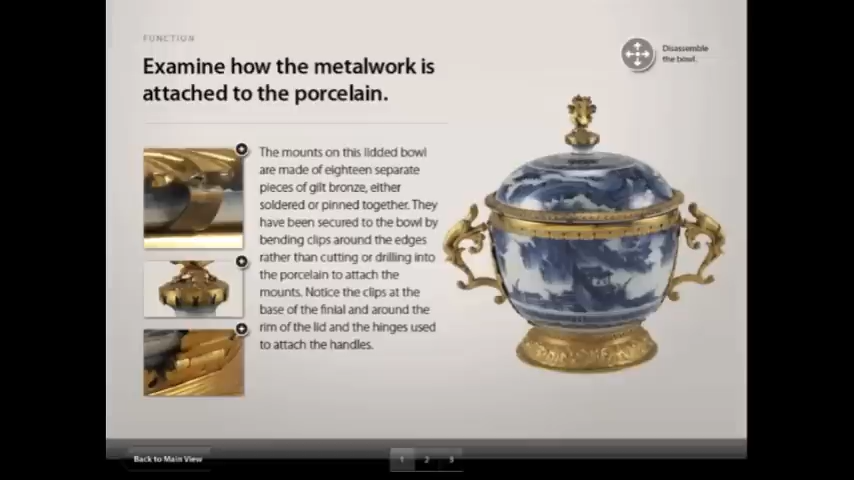 FUNCTION
Examine how the metalwork is
attached to the porcelain.
Disassemble
the bowl.
The mounts on this lidded bowl
are made of eighteen separate
pieces of gilt bronze, either
soldered or pinned together. They
have been secured to the bowl by
bending clips around the edges
rather than cutting or drilling into
the porcelain to attach the
mounts. Notice the clips at the
base of the finial and around the
rim of the lid and the hinges used
to attach the handles.
Back to Main View
1 2 3